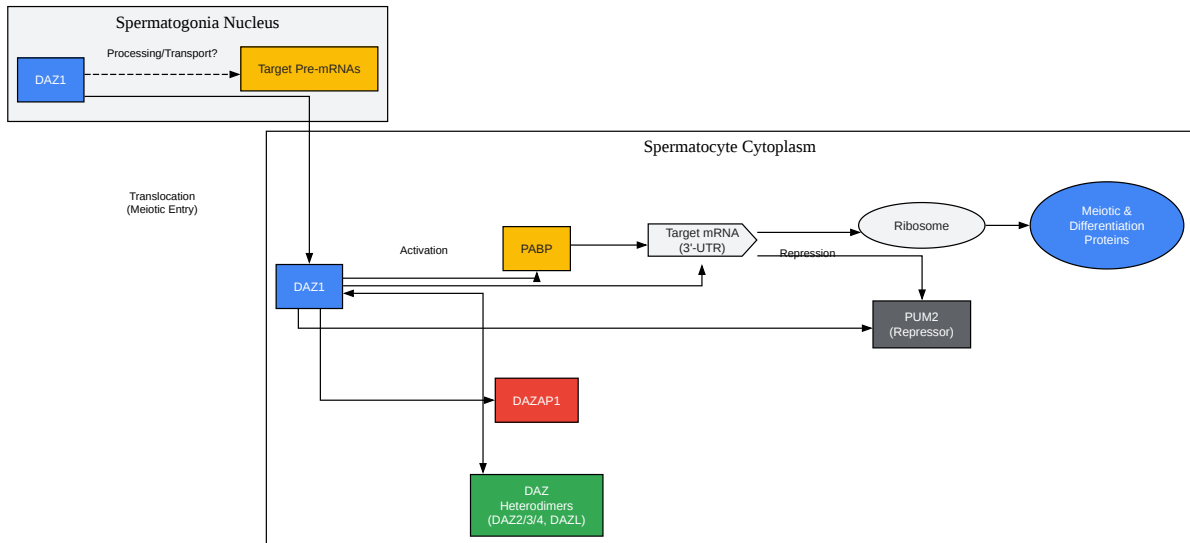 Spermatogonia Nucleus
Processing/Transport?
DAZ1
Target Pre-mRNAs
Spermatocyte Cytoplasm
Translocation
(Meiotic Entry)
Activation
PABP
Target mRNA
(3'-UTR)
Ribosome
Meiotic &
Differentiation
Proteins
Repression
DAZ1
PUM2
(Repressor)
DAZAP1
DAZ
Heterodimers
(DAZ2/3/4, DAZL)